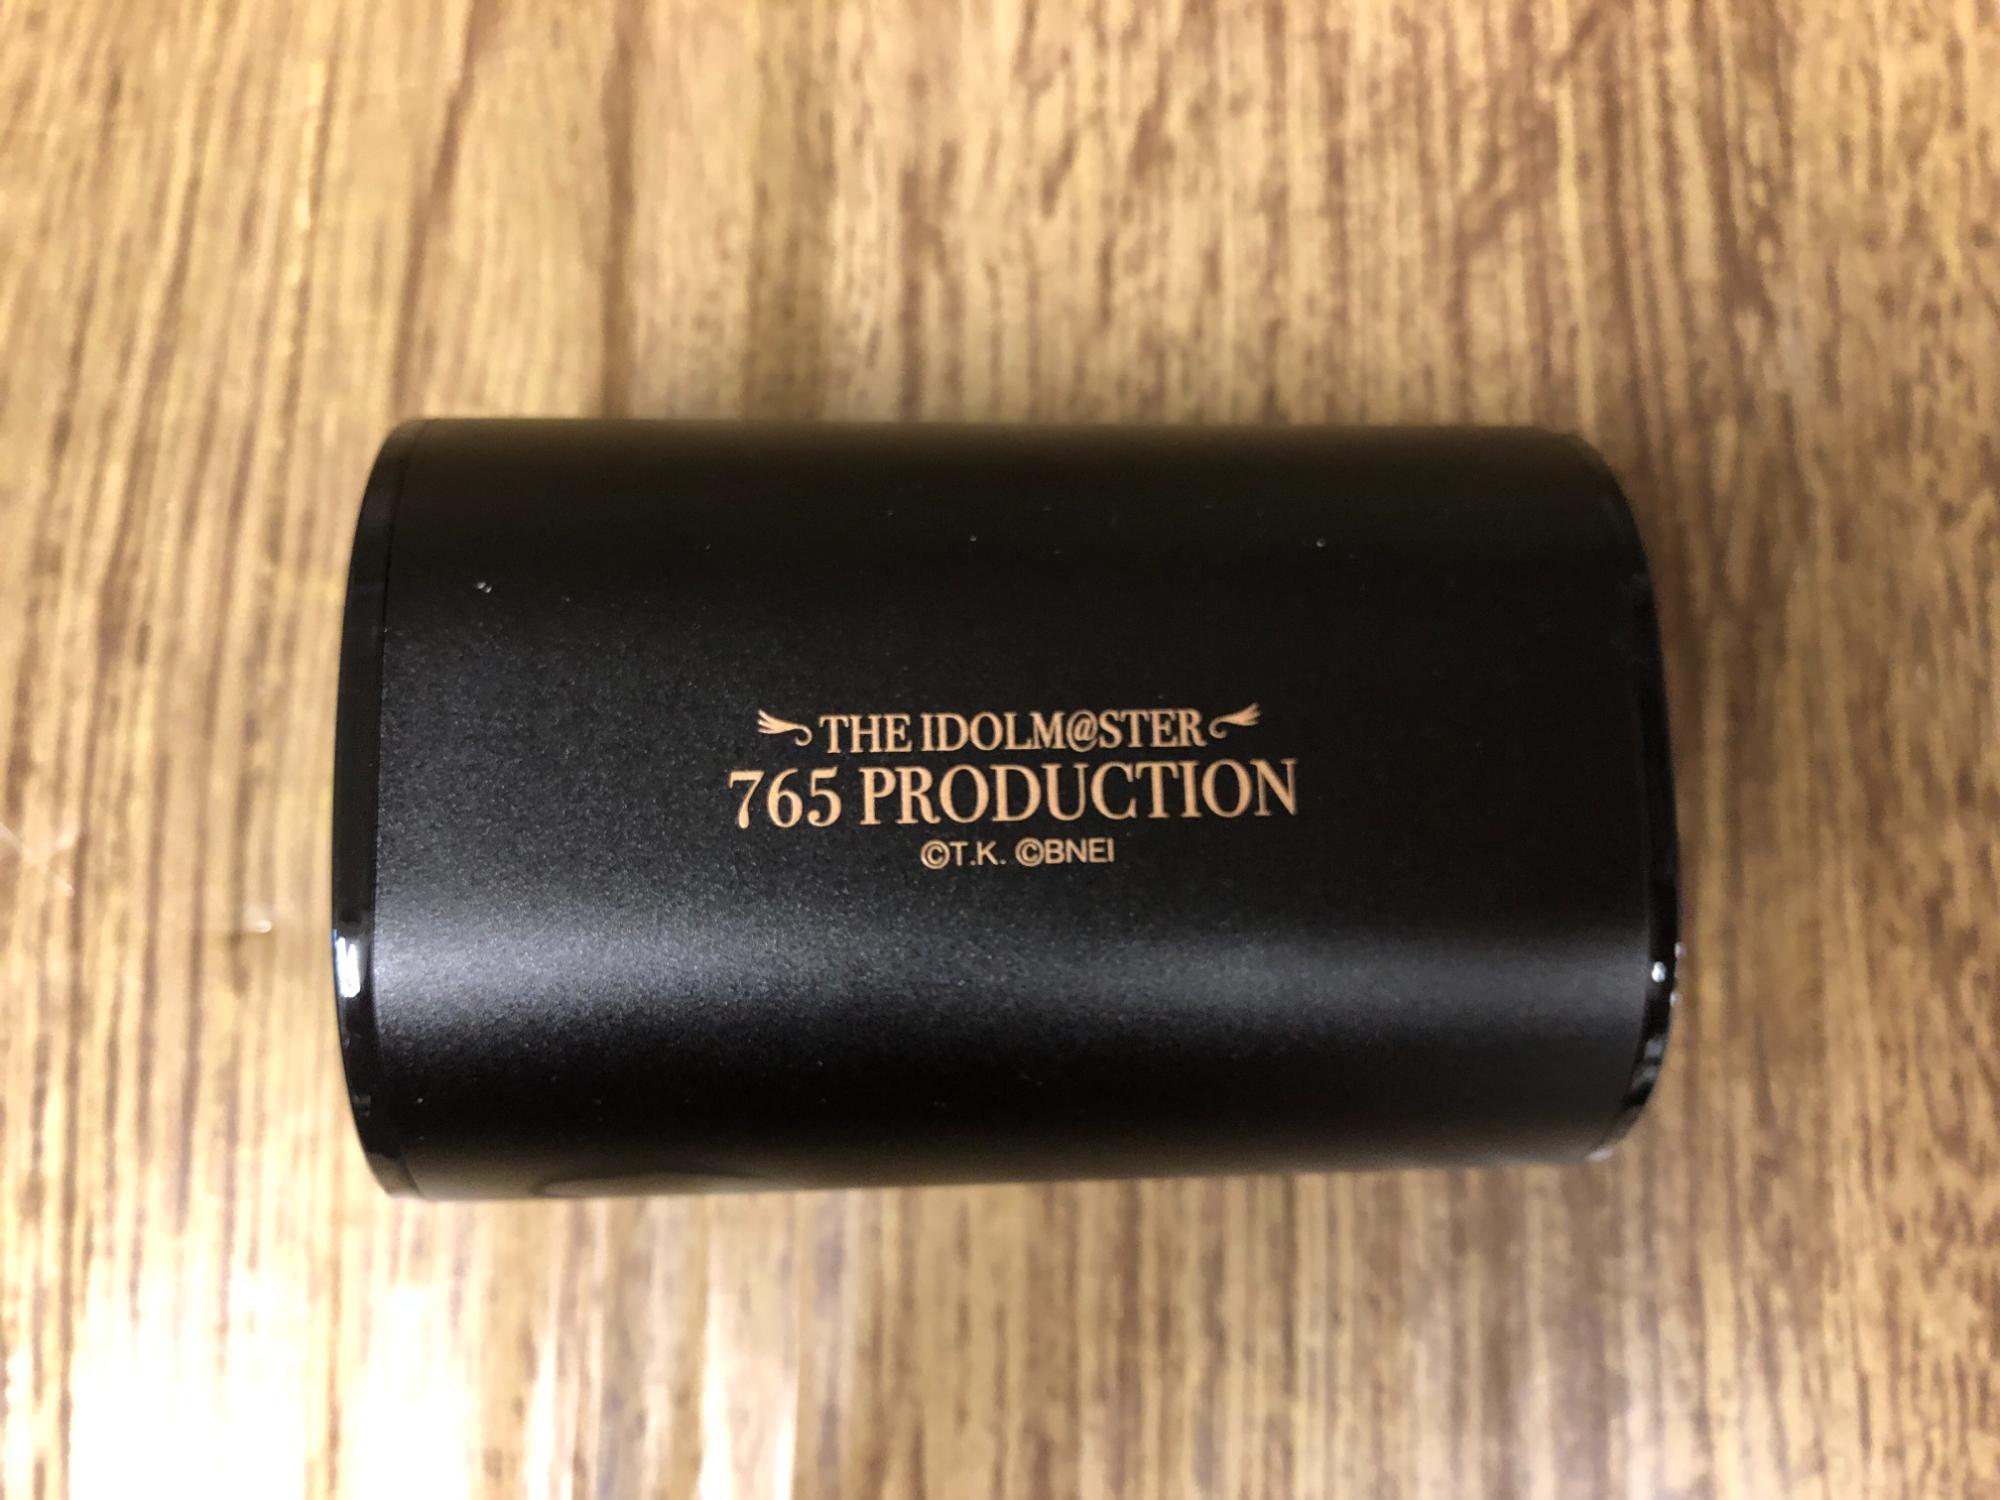 THE IDOLM@STER
765 PRODUCTION
©T.K. ©BNEI